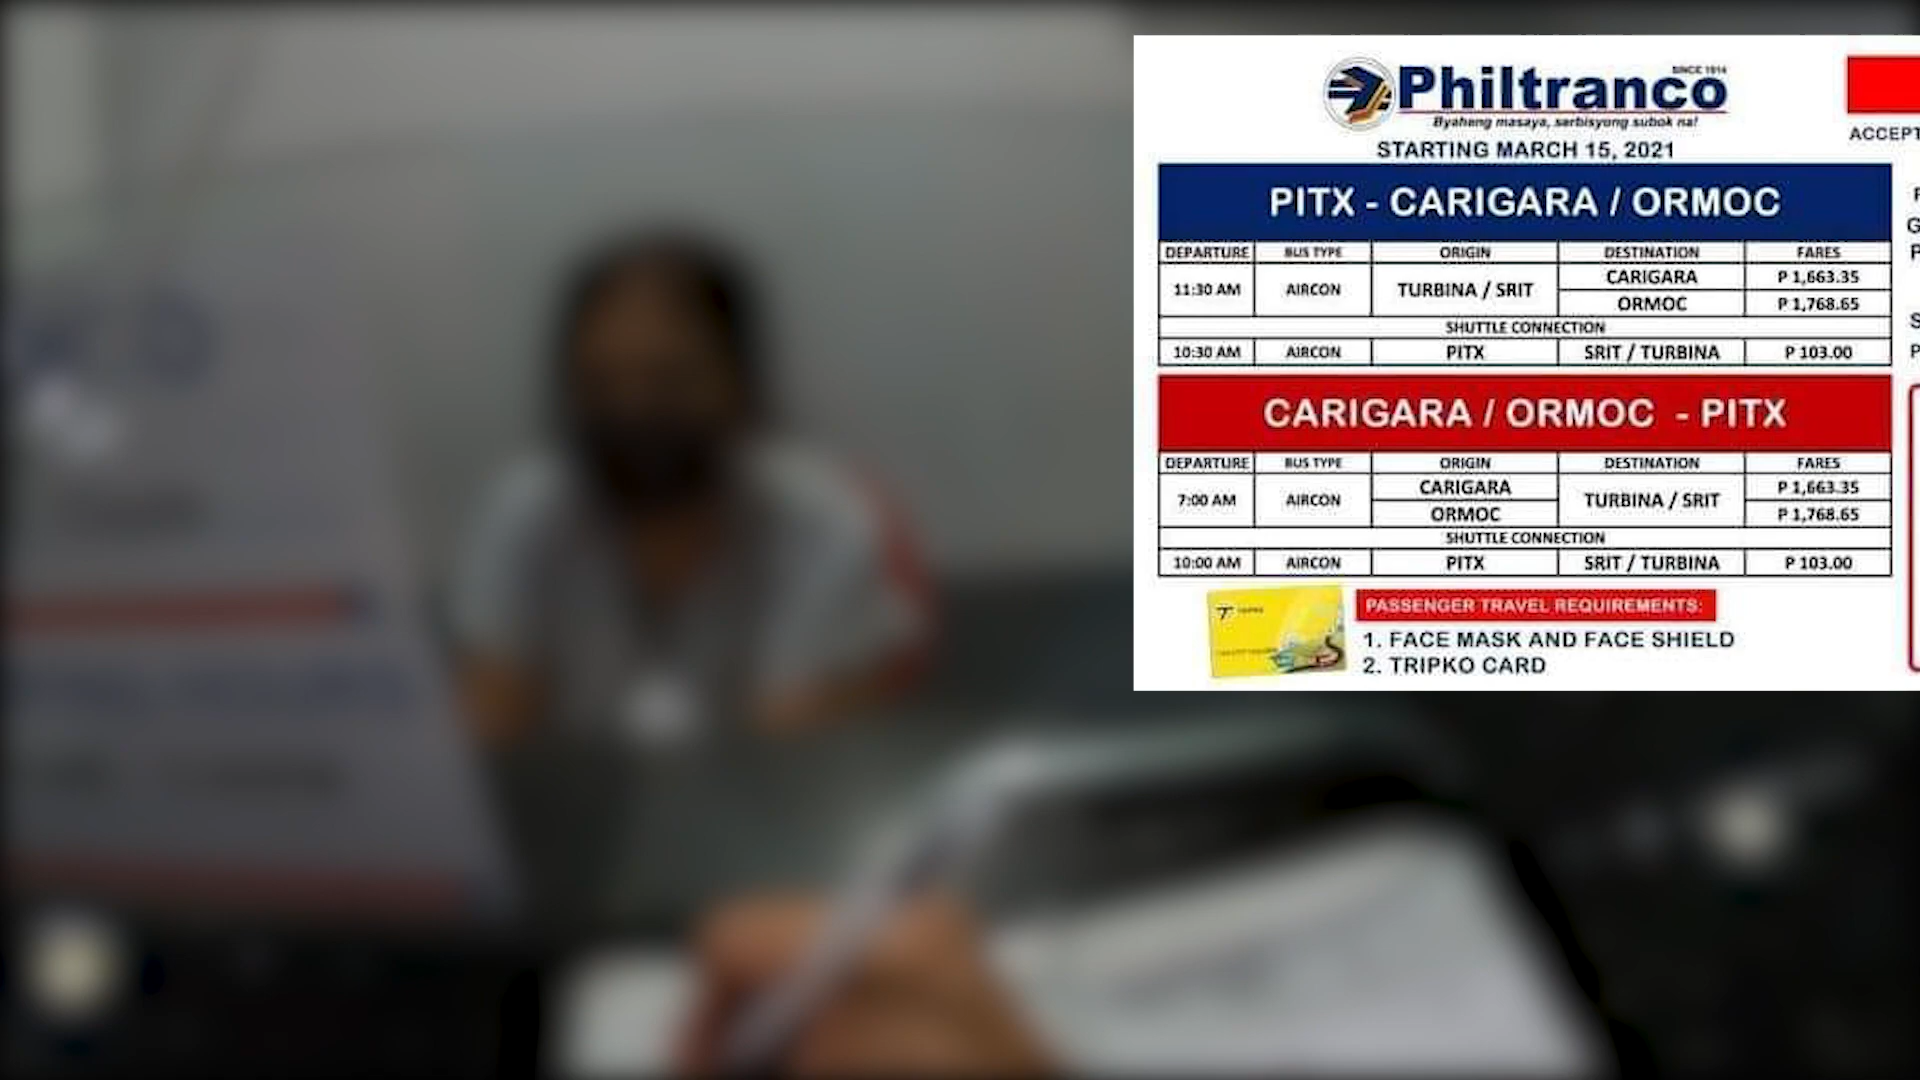 Philtranco
SINCE 1914
Byaheng masaya, serbisyong subok na!
STARTING MARCH 15, 2021
PITX - CARIGARA / ORMOC
DEPARTURE BUS TYPE ORIGIN DESTINATION FARES
11:30 AM AIRCON TURBINA / SRIT CARIGARA P 1,663.35
ORMOC P 1,768.65
SHUTTLE CONNECTION
10:30 AM AIRCON PITX SRIT / TURBINA P 103.00
CARIGARA / ORMOC - PITX
DEPARTURE BUS TYPE ORIGIN DESTINATION FARES
7:00 AM AIRCON CARIGARA TURBINA / SRIT P 1,663.35
ORMOC P 1,768.65
SHUTTLE CONNECTION
10:00 AM AIRCON PITX SRIT / TURBINA P 103.00
PASSENGER TRAVEL REQUIREMENTS:
1. FACE MASK AND FACE SHIELD
2. TRIPKO CARD
ACCEPT